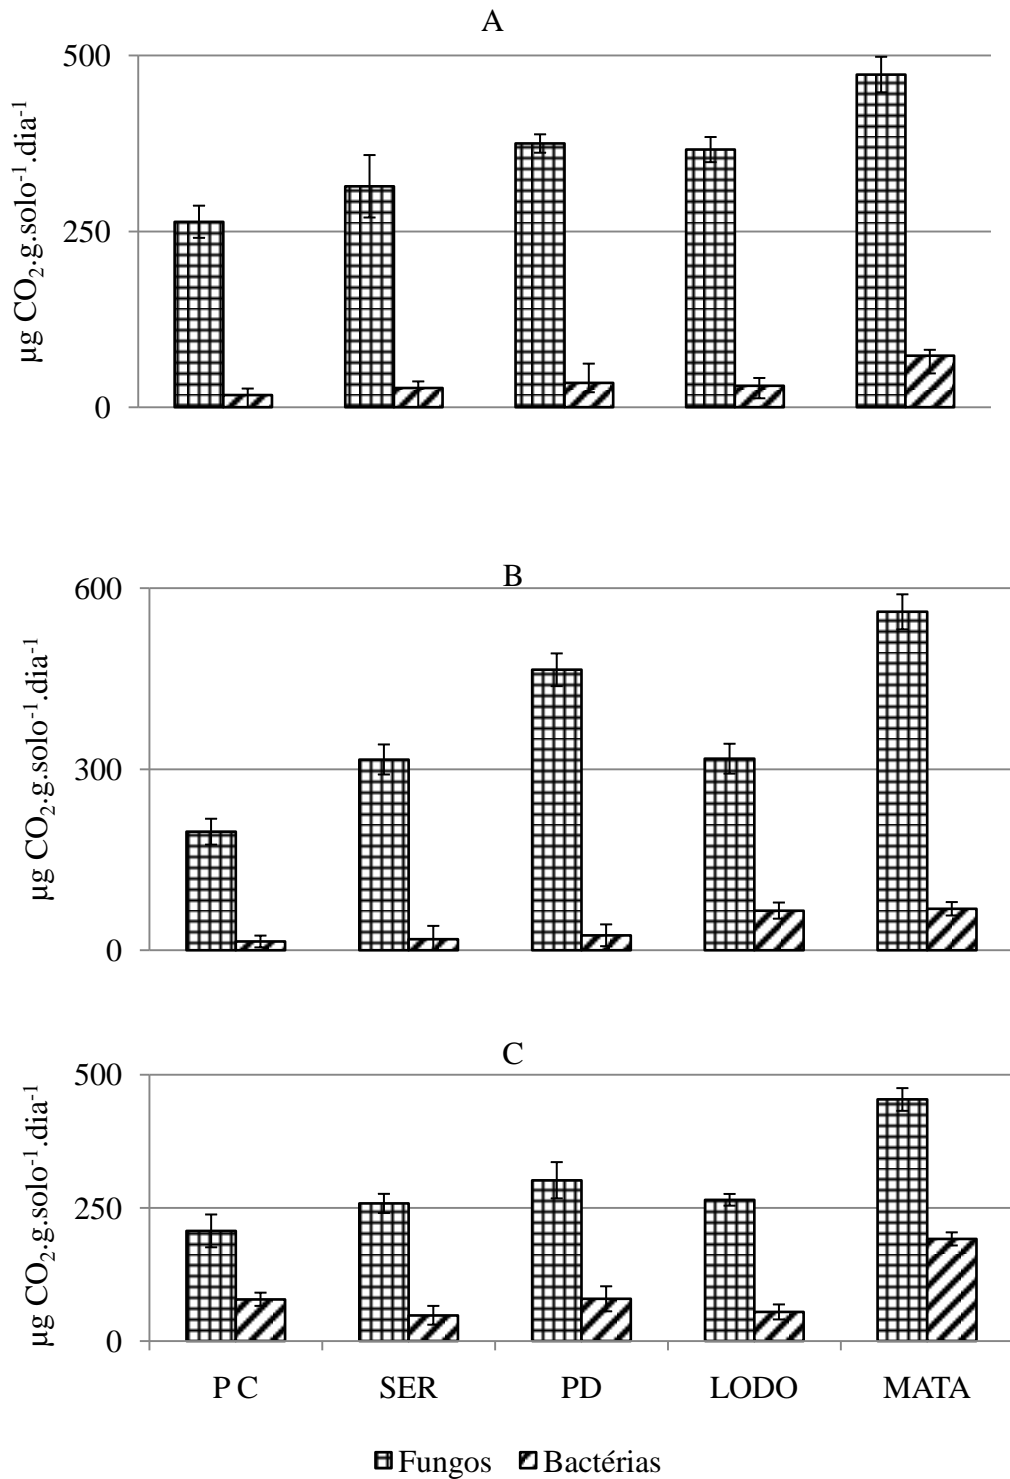 A
500
250
0
µg CO₂.g.solo⁻¹.dia⁻¹
B
600
300
0
µg CO₂.g.solo⁻¹.dia⁻¹
C
500
250
0
µg CO₂.g.solo⁻¹.dia⁻¹
P C SER PD LODO MATA
Fungos Bactérias